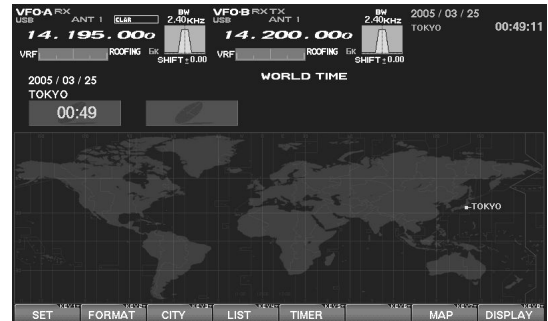 VFO-A RX
USB ANT 1 CLAR BW 2.40KHz
14. 195. 000
VRF ROOFING 6K SHIFT±0.00
VFO-B RX TX
USB ANT 1 BW 2.40KHz
14. 200. 000
VRF ROOFING 6K SHIFT±0.00
2005 / 03 / 25
TOKYO 00:49:11
WORLD TIME
2005 / 03 / 25
TOKYO
00:49
TOKYO
SET FORMAT CITY LIST TIMER MAP DISPLAY